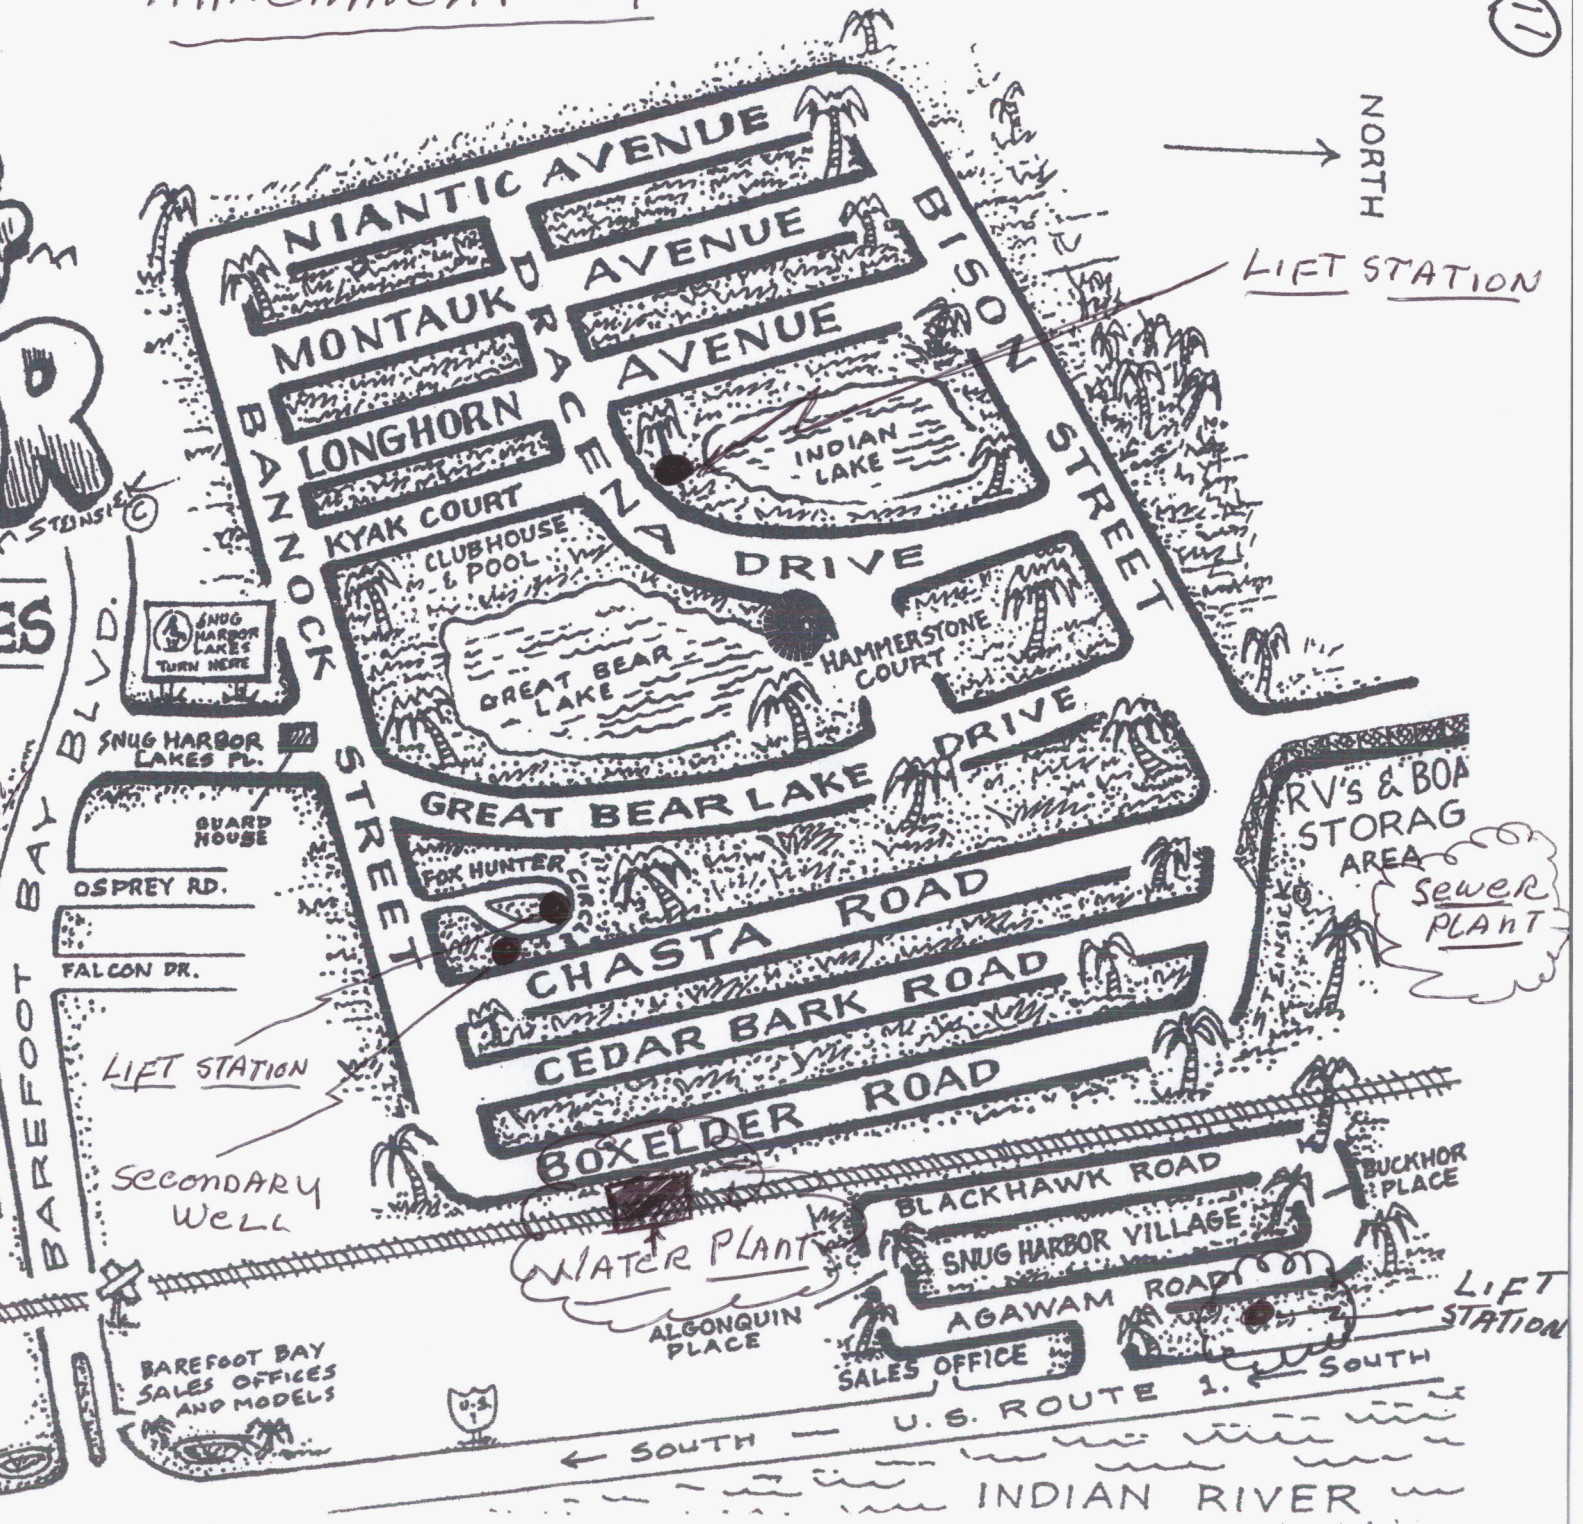 11
NORTH
NIANTIC AVENUE
BISON STREET
LIFT STATION
MONTAUK AVENUE
DRACENA DRIVE
LONGHORN AVENUE
INDIAN
LAKE
BANNOCK STREET
KYAK COURT
CLUBHOUSE
& POOL
R
©
ES
SNUG
HARBOR
LAKES
TURN HERE
GREAT BEAR
LAKE
HAMMERSTONE
COURT
SNUG HARBOR
LAKES PL.
GUARD
HOUSE
GREAT BEAR LAKE DRIVE
RV's & BOA
STORAG
AREA
SEWER
PLANT
BAREFOOT BAY BLVD.
OSPREY RD.
FALCON DR.
FOX HUNTER
CIRCLE
CHASTA ROAD
CEDAR BARK ROAD
BOXELDER ROAD
LIFT STATION
SECONDARY
WELL
WATER PLANT
BLACKHAWK ROAD
BUCKHOR
PLACE
SNUG HARBOR VILLAGE
AGAWAM ROAD
LIFT
STATION
ALGONQUIN
PLACE
SALES OFFICE
BAREFOOT BAY
SALES OFFICES
AND MODELS
U.S.
1
← SOUTH — U.S. ROUTE 1. ← SOUTH
INDIAN RIVER